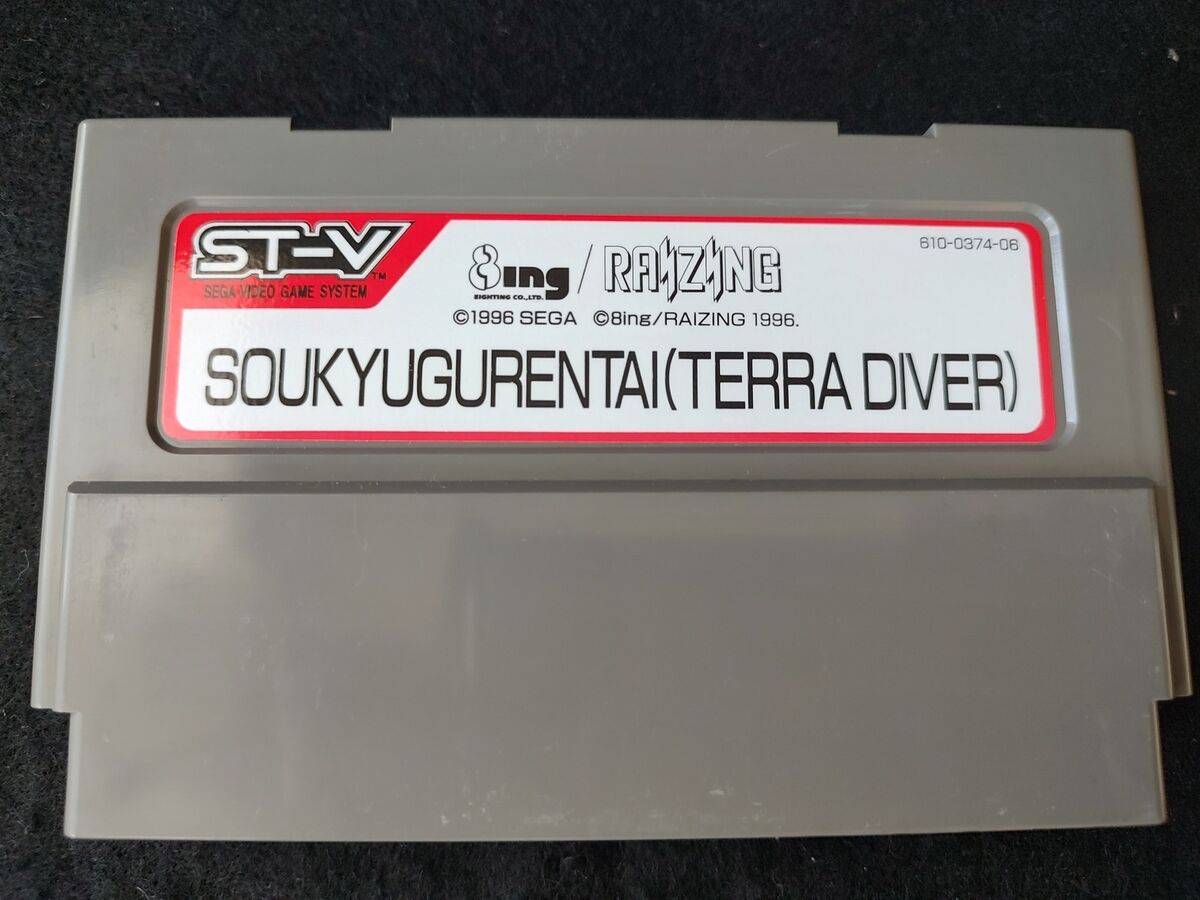 ST-V™
SEGA VIDEO GAME SYSTEM
8ing / RAIZING
EIGHTING CO.,LTD.
610-0374-06
©1996 SEGA ©8ing/RAIZING 1996.
SOUKYUGURENTAI(TERRA DIVER)